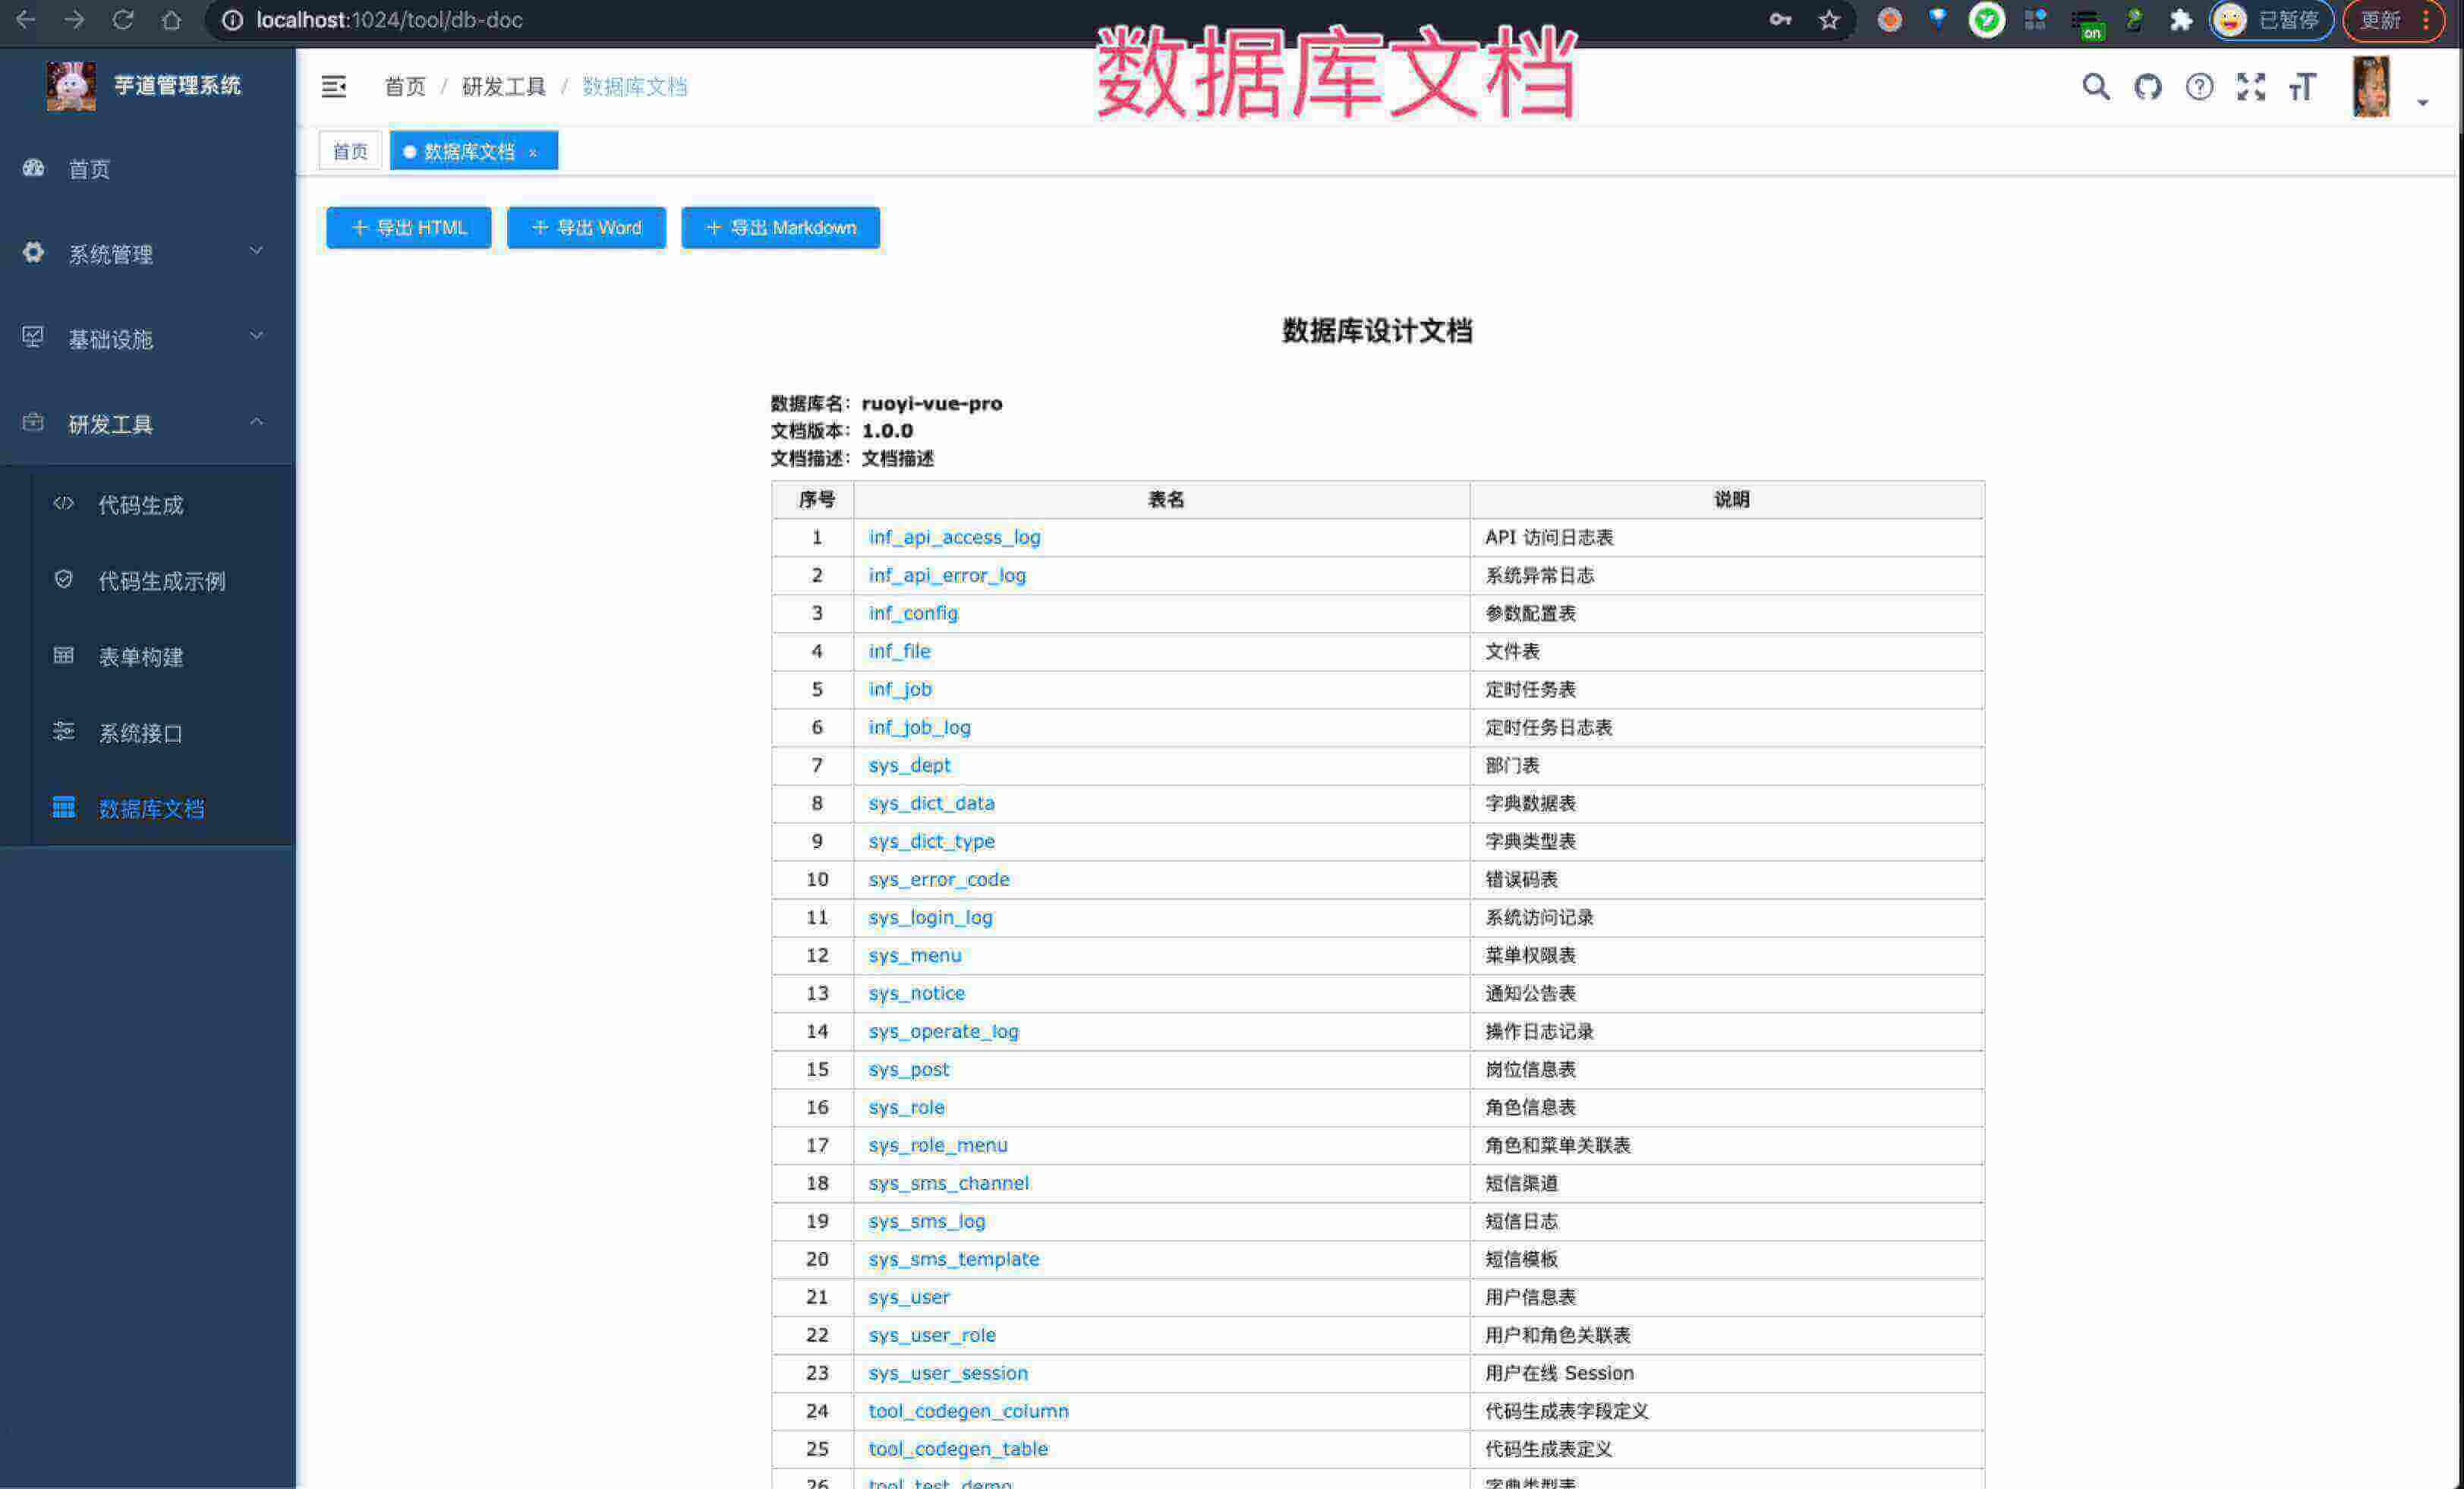 localhost:1024/tool/db-doc
on
已暂停
更新
数据库文档
芋道管理系统
首页 / 研发工具 / 数据库文档
首页
数据库文档 ×
首页
系统管理
基础设施
研发工具
代码生成
代码生成示例
表单构建
系统接口
数据库文档
+ 导出 HTML
+ 导出 Word
+ 导出 Markdown
数据库设计文档
数据库名：ruoyi-vue-pro
文档版本：1.0.0
文档描述：文档描述
序号 表名 说明
1 inf_api_access_log API 访问日志表
2 inf_api_error_log 系统异常日志
3 inf_config 参数配置表
4 inf_file 文件表
5 inf_job 定时任务表
6 inf_job_log 定时任务日志表
7 sys_dept 部门表
8 sys_dict_data 字典数据表
9 sys_dict_type 字典类型表
10 sys_error_code 错误码表
11 sys_login_log 系统访问记录
12 sys_menu 菜单权限表
13 sys_notice 通知公告表
14 sys_operate_log 操作日志记录
15 sys_post 岗位信息表
16 sys_role 角色信息表
17 sys_role_menu 角色和菜单关联表
18 sys_sms_channel 短信渠道
19 sys_sms_log 短信日志
20 sys_sms_template 短信模板
21 sys_user 用户信息表
22 sys_user_role 用户和角色关联表
23 sys_user_session 用户在线 Session
24 tool_codegen_column 代码生成表字段定义
25 tool_codegen_table 代码生成表定义
26 tool_test_demo 字典类型表